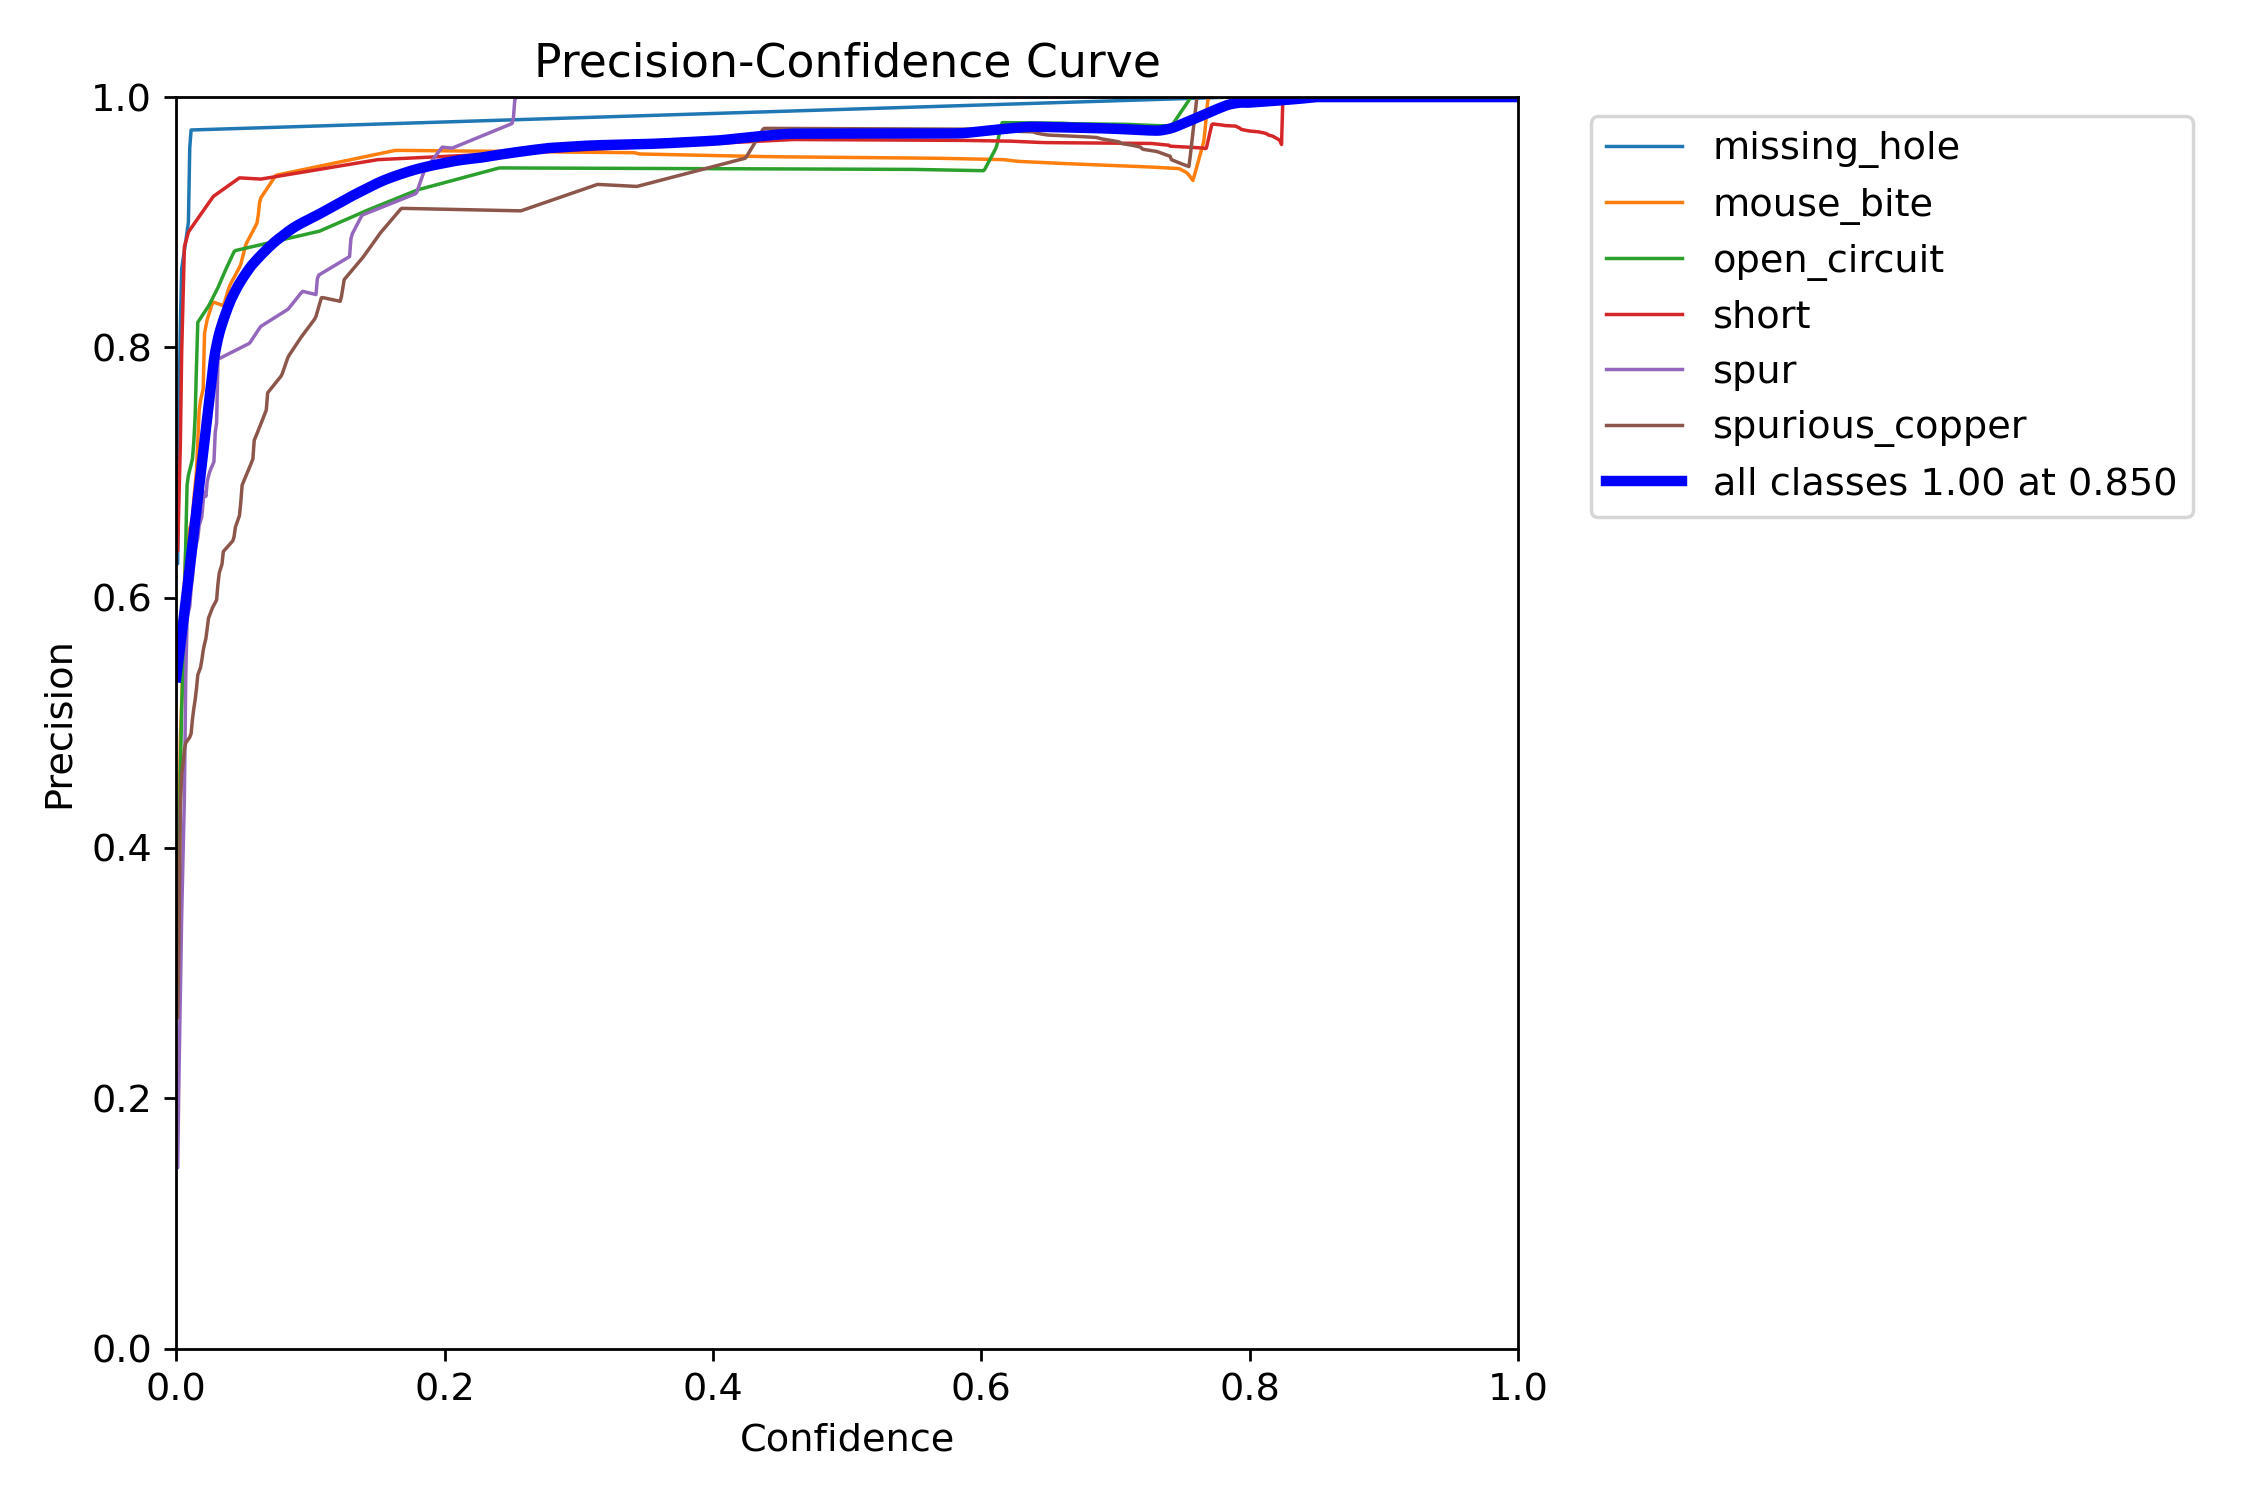 Precision-Confidence Curve
1.0
0.8
0.6
0.4
0.2
0.0
Precision
0.0 0.2 0.4 0.6 0.8 1.0
Confidence
missing_hole
mouse_bite
open_circuit
short
spur
spurious_copper
all classes 1.00 at 0.850